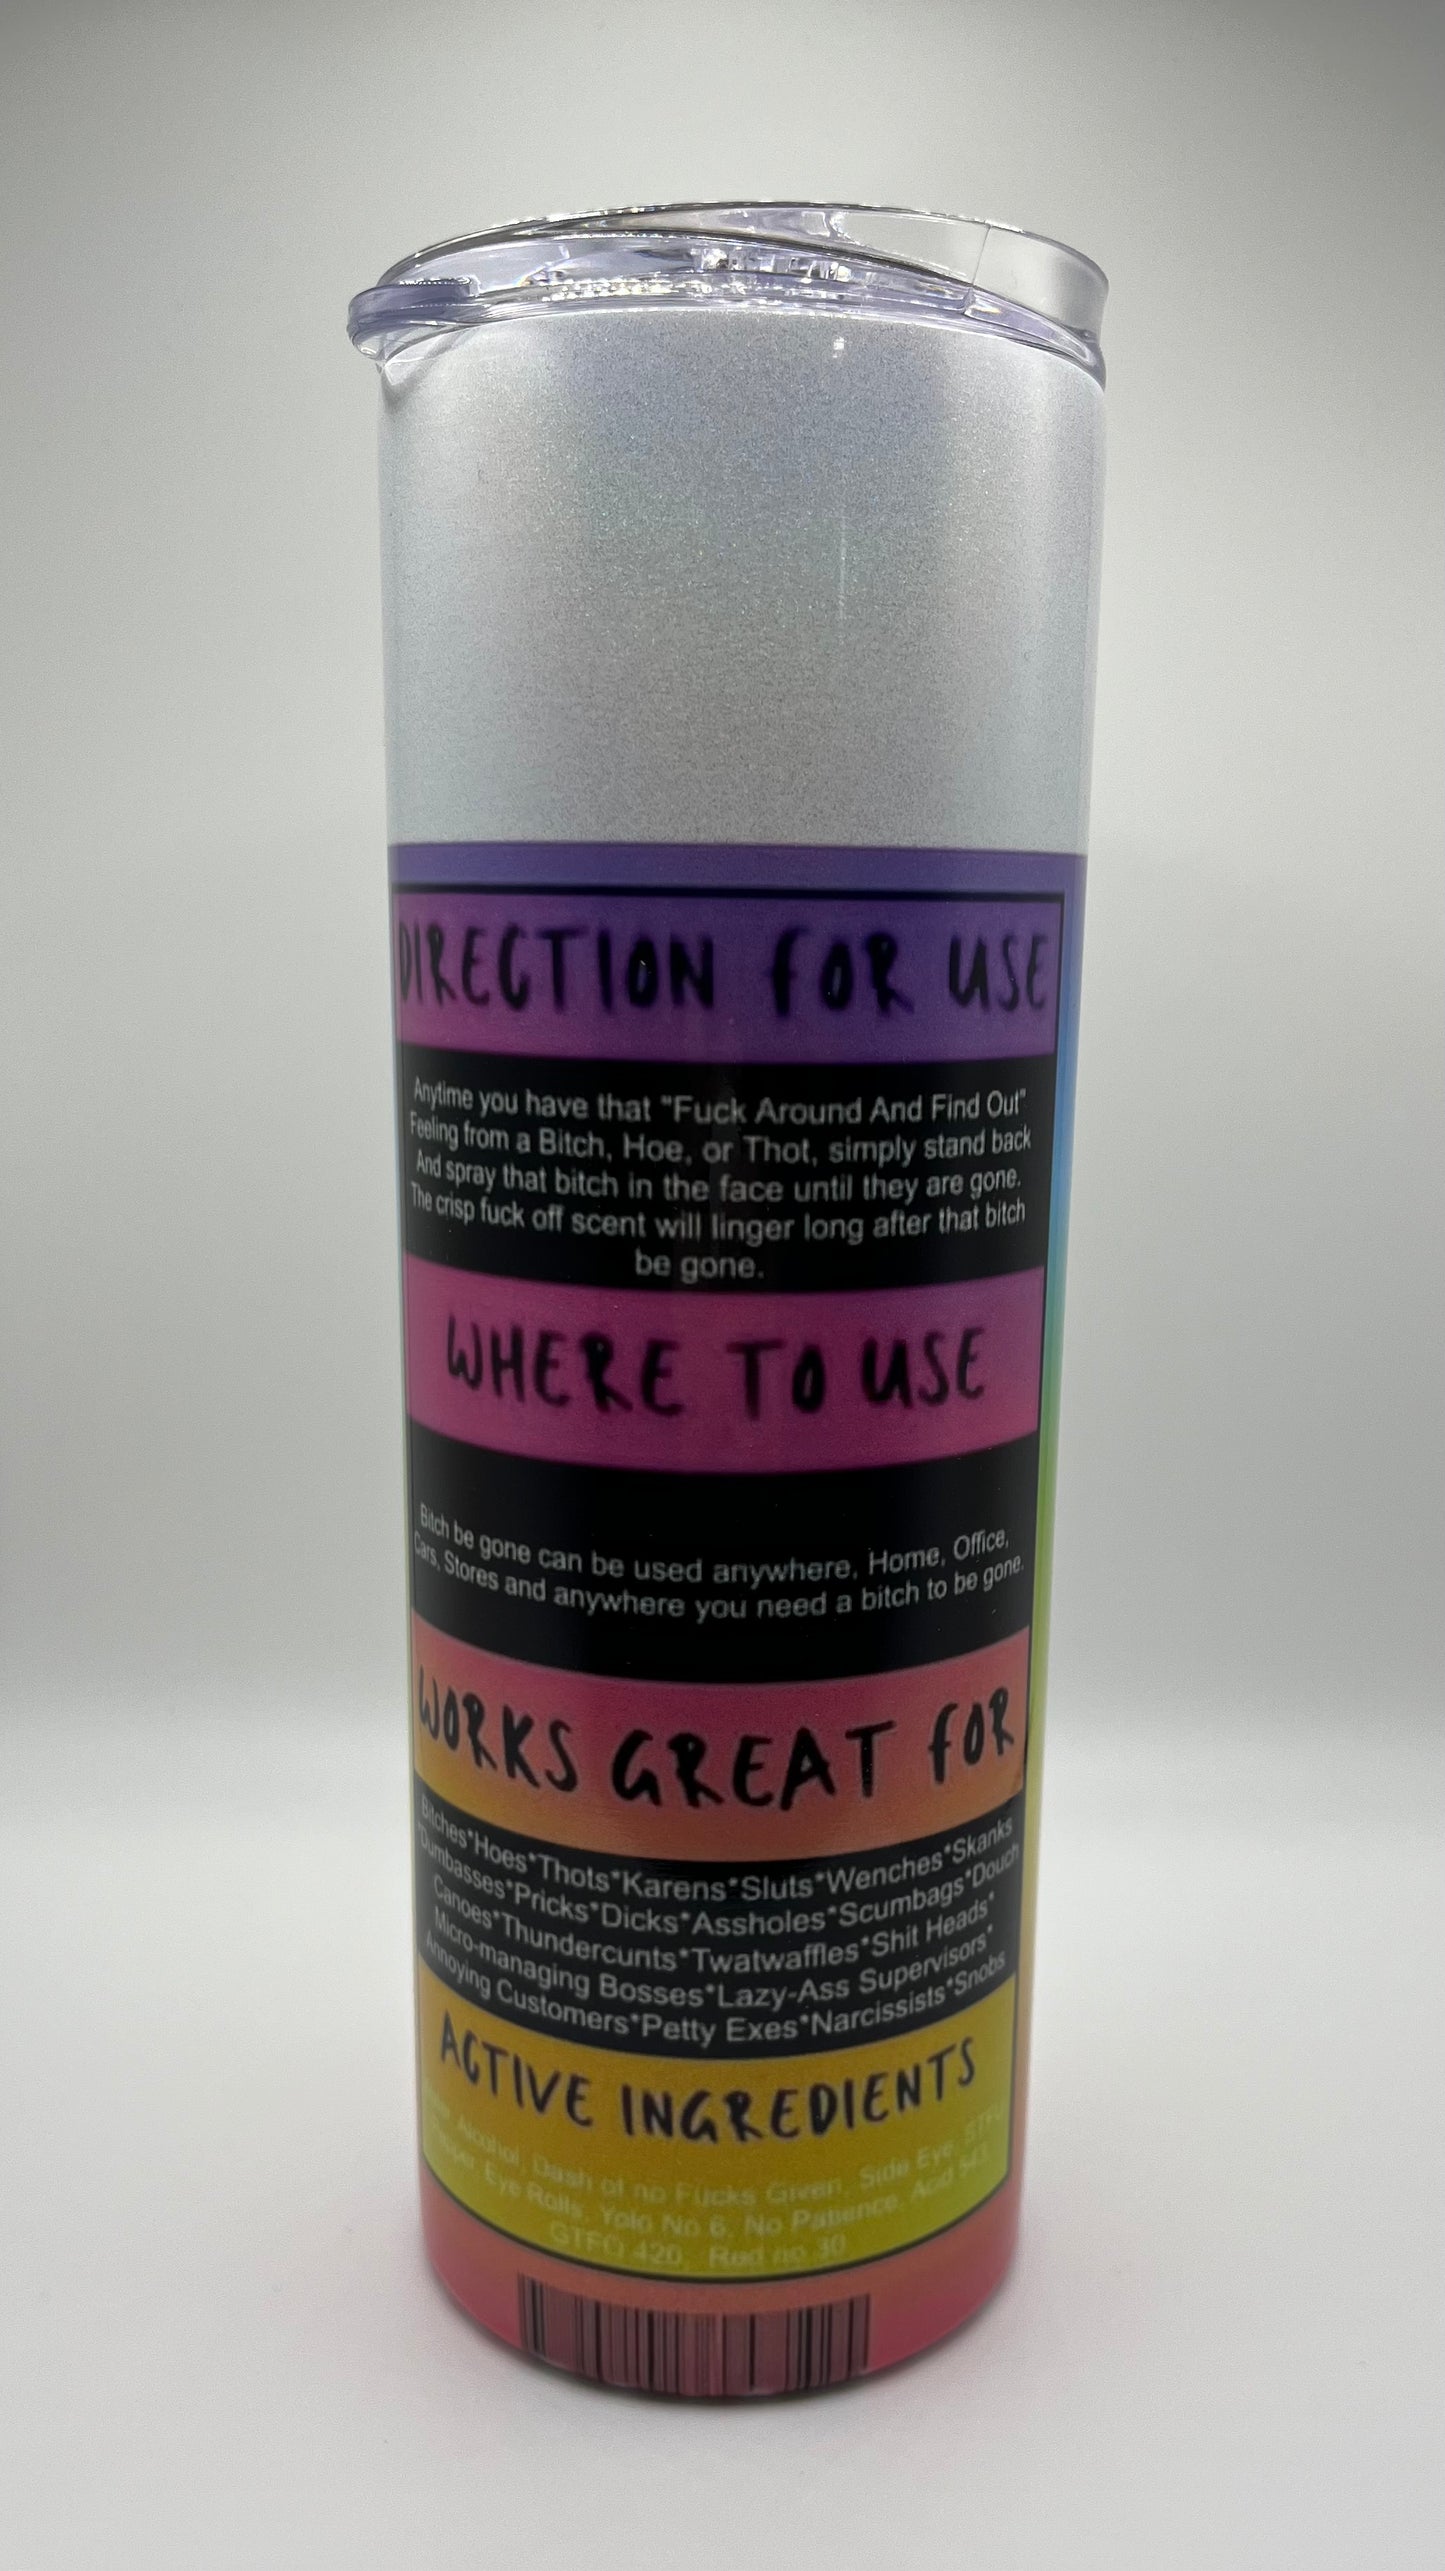 DIRECTION FOR USE
Anytime you have that "Fuck Around And Find Out"
Feeling from a Bitch, Hoe, or Thot, simply stand back
And spray that bitch in the face until they are gone.
The crisp fuck off scent will linger long after that bitch
be gone.
WHERE TO USE
Bitch be gone can be used anywhere. Home, Office,
Cars, Stores and anywhere you need a bitch to be gone.
WORKS GREAT FOR
Bitches*Hoes*Thots*Karens*Sluts*Wenches*Skanks
*Dumbasses*Pricks*Dicks*Assholes*Scumbags*Douch
Canoes*Thundercunts*Twatwaffles*Shit Heads*
Micro-managing Bosses*Lazy-Ass Supervisors*
Annoying Customers*Petty Exes*Narcissists*Snobs
ACTIVE INGREDIENTS
Alcohol, Dash of no Fucks Given, Side Eye, STFU
Pepper, Eye Rolls, Yolo No 6, No Patience, Acid 543,
GTFO 420, Red no 30